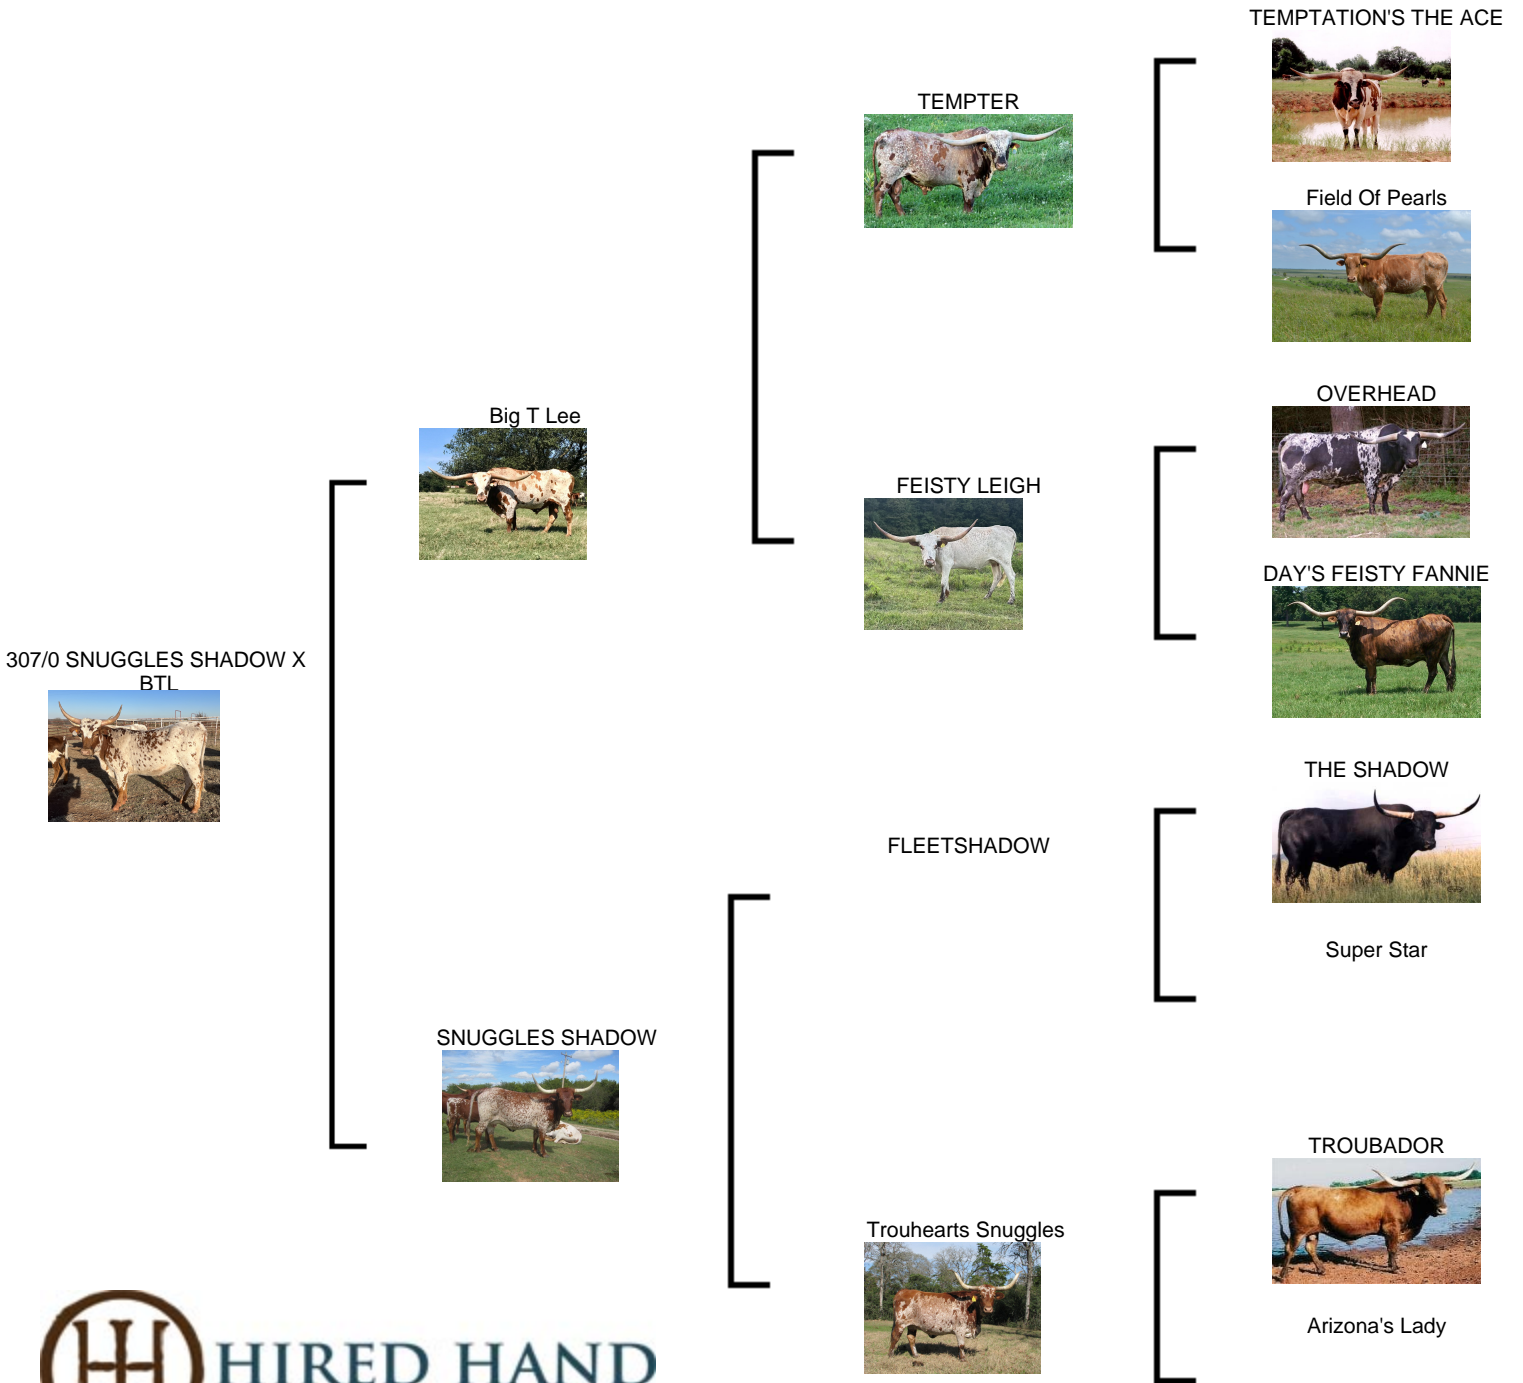 TEMPTATION'S THE ACE
TEMPTER
Field Of Pearls
Big T Lee
OVERHEAD
FEISTY LEIGH
DAY'S FEISTY FANNIE
307/0 SNUGGLES SHADOW X
BTL
THE SHADOW
FLEETSHADOW
Super Star
SNUGGLES SHADOW
TROUBADOR
Trouhearts Snuggles
Arizona's Lady
HIRED HAND